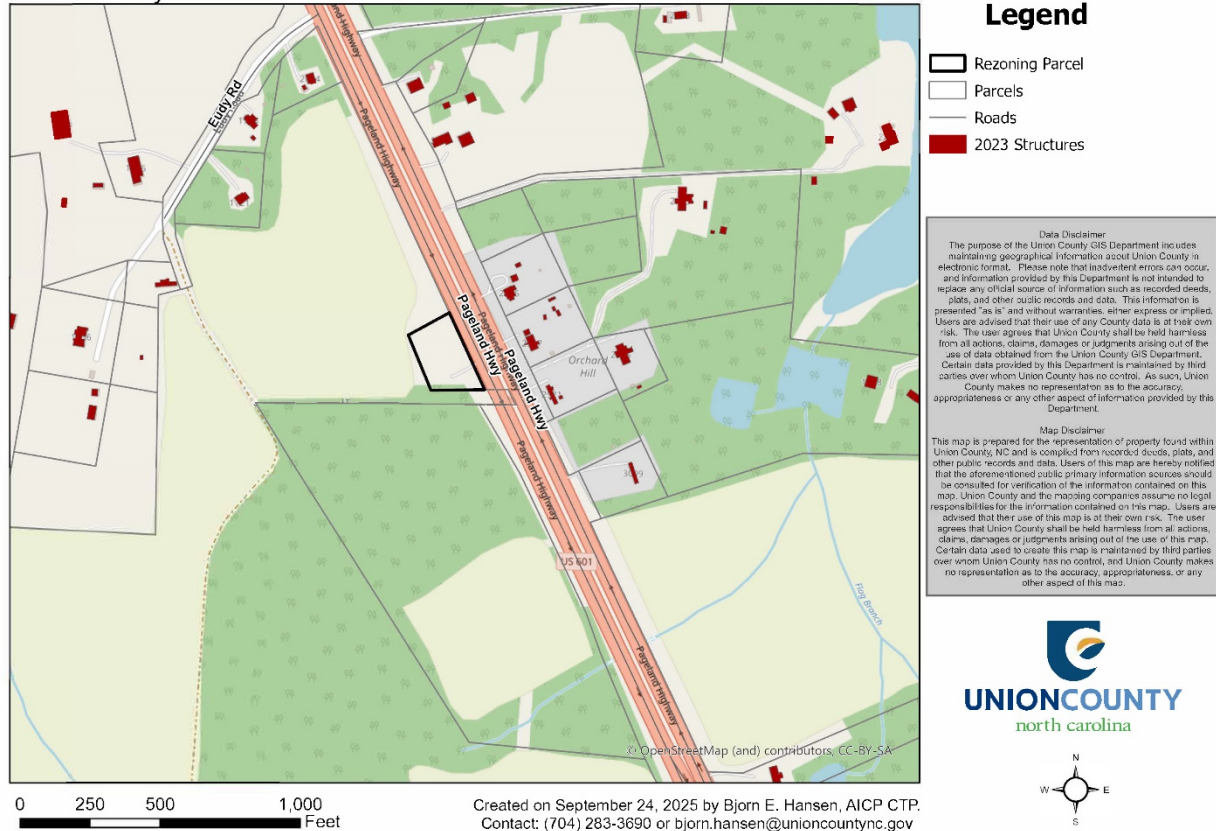 Legend
Rezoning Parcel
Parcels
Roads
2023 Structures
Eudy Rd
Pageland Highway
Pageland Highway
Pageland Highway
Pageland Highway
Pageland Hwy
Pageland Highway
Pageland Hwy
Orchard
Hill
Pageland Highway
US 601
Pageland Highway
Flag Branch
© OpenStreetMap (and) contributors, CC-BY-SA
Data Disclaimer
The purpose of the Union County GIS Department includes
maintaining geographical information about Union County in
electronic format. Please note that inadvertent errors can occur,
and information provided by this Department is not intended to
replace any official source of information such as recorded deeds,
plats, and other public records and data. This information is
presented "as is" and without warranties, either express or implied.
Users are advised that their use of any County data is at their own
risk. The user agrees that Union County shall be held harmless
from all actions, claims, damages or judgments arising out of the
use of data obtained from the Union County GIS Department.
Certain data provided by this Department is maintained by third
parties over whom Union County has no control. As such, Union
County makes no representation as to the accuracy,
appropriateness or any other aspect of information provided by this
Department.
Map Disclaimer
This map is prepared for the representation of property found within
Union County, NC and is compiled from recorded deeds, plats, and
other public records and data. Users of this map are hereby notified
that the aforementioned public primary information sources should
be consulted for verification of the information contained on this
map. Union County and the mapping companies assume no legal
responsibilities for the information contained on this map. Users are
advised that their use of this map is at their own risk. The user
agrees that Union County shall be held harmless from all actions,
claims, damages or judgments arising out of the use of this map.
Certain data used to create this map is maintained by third parties
over whom Union County has no control, and Union County makes
no representation as to the accuracy, appropriateness, or any
other aspect of this map.
UNIONCOUNTY
north carolina
N
W E
S
0 250 500 1,000
Feet
Created on September 24, 2025 by Bjorn E. Hansen, AICP CTP.
Contact: (704) 283-3690 or bjorn.hansen@unioncountync.gov